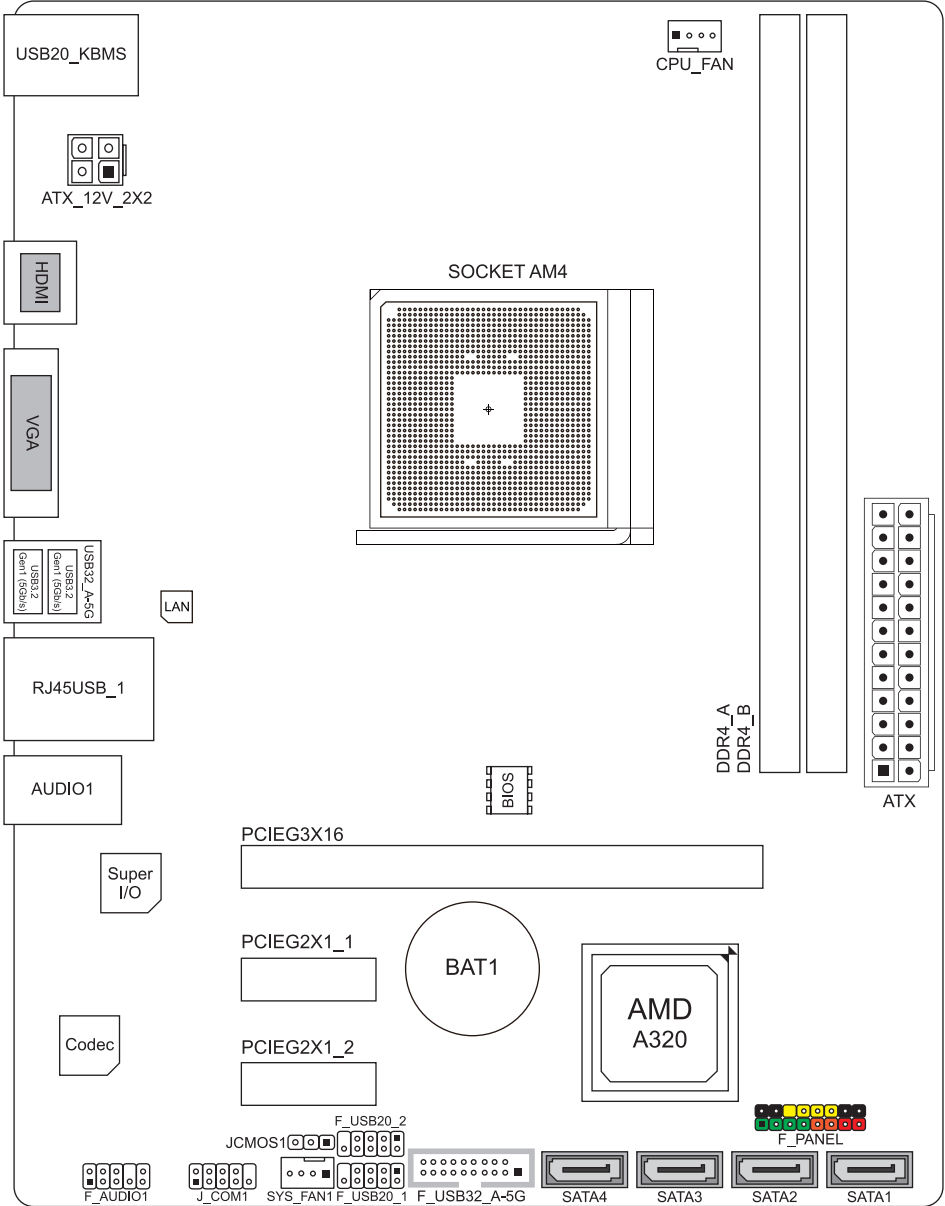 USB20_KBMS
CPU_FAN
ATX_12V_2X2
HDMI
SOCKET AM4
VGA
USB32_A-5G
USB3.2
Gen1 (5Gb/s)
USB3.2
Gen1 (5Gb/s)
LAN
RJ45USB_1
DDR4_A
DDR4_B
AUDIO1
BIOS
ATX
PCIEG3X16
Super
I/O
PCIEG2X1_1
BAT1
AMD
A320
Codec
PCIEG2X1_2
F_USB20_2
JCMOS1
F_PANEL
F_AUDIO1
J_COM1
SYS_FAN1
F_USB20_1
F_USB32_A-5G
SATA4
SATA3
SATA2
SATA1